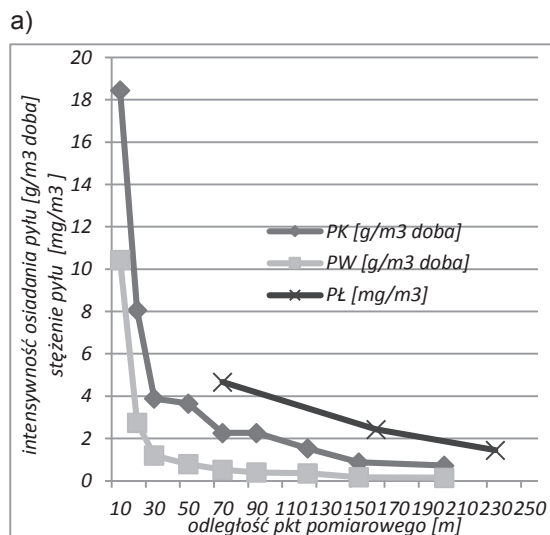 a)
20
18
16
14
12
10
8
6
4
2
0
intensywność osiadania pyłu [g/m3 doba]
stężenie pyłu [mg/m3 ]
PK [g/m3 doba]
PW [g/m3 doba]
PŁ [mg/m3]
10 30 50 70 90 110 130 150 170 190 210 230 250
odległość pkt pomiarowego [m]